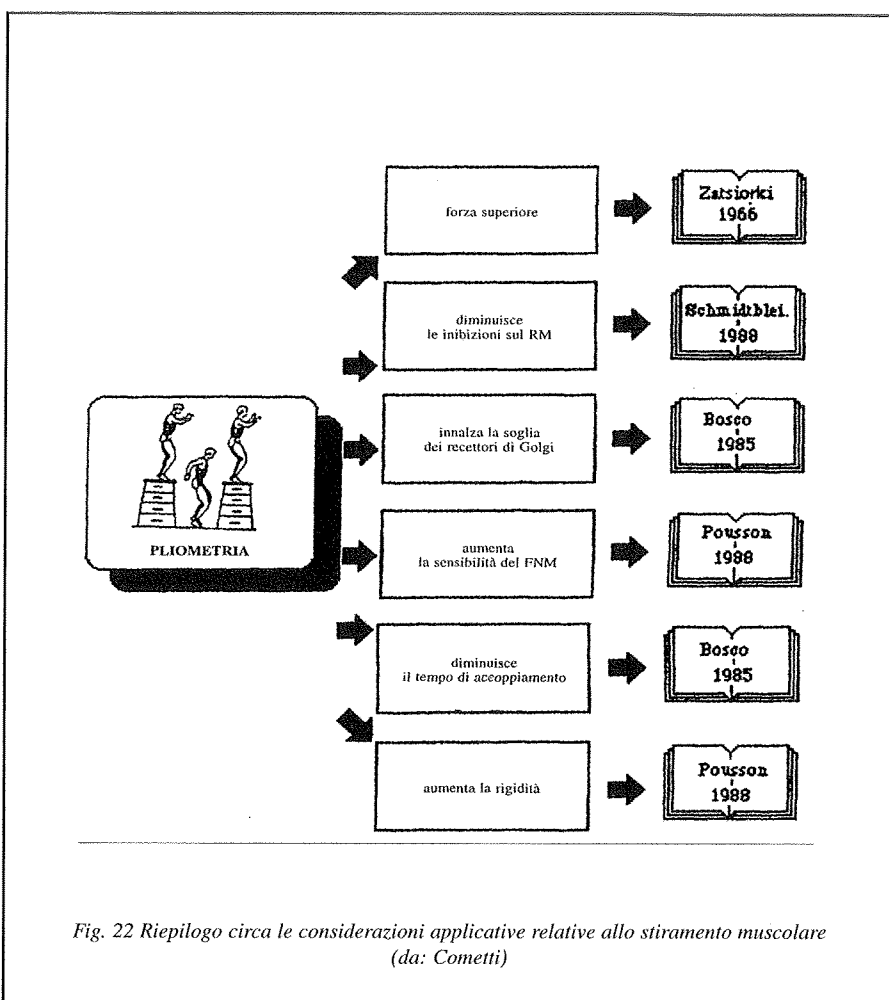 forza superiore
Zatsiorki
1966
diminuisce
le inibizioni sul RM
Schmidtblei.
1988
innalza la soglia
dei recettori di Golgi
Bosco
1985
PLIOMETRIA
aumenta
la sensibilità del FNM
Pousson
1988
diminuisce
il tempo di accoppiamento
Bosco
1985
aumenta la rigidità
Pousson
1988
Fig. 22 Riepilogo circa le considerazioni applicative relative allo stiramento muscolare
(da: Cometti)